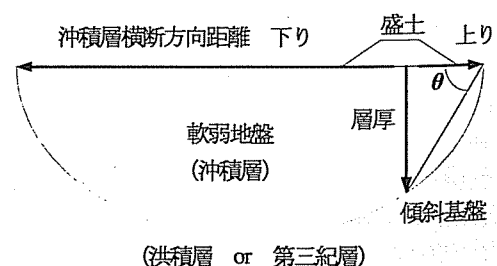 盛土
沖積層横断方向距離 下り 上り
θ
層厚
軟弱地盤
(沖積層)
傾斜基盤
(洪積層 or 第三紀層)